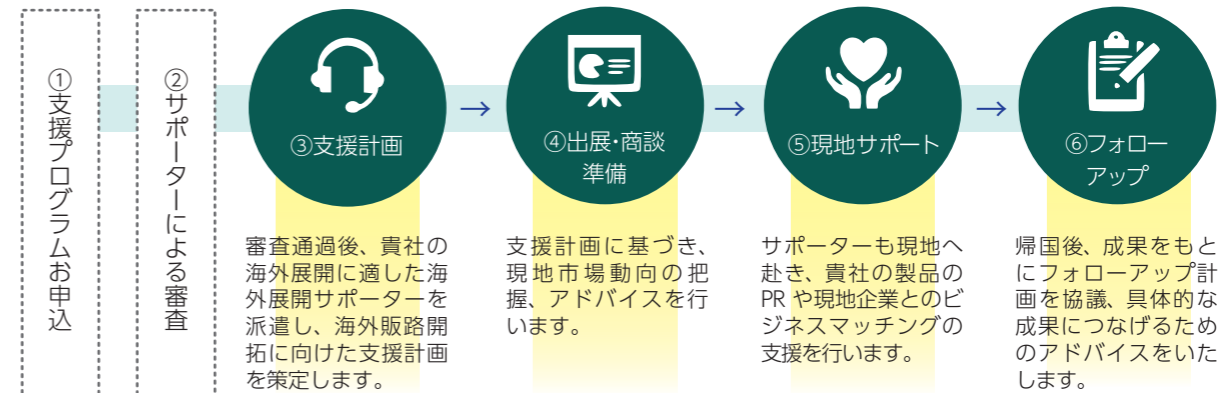 ①支援プログラムお申込
②サポーターによる審査
③支援計画
審査通過後、貴社の
海外展開に適した海
外展開サポーターを
派遣し、海外販路開
拓に向けた支援計画
を策定します。
→
④出展・商談
準備
支援計画に基づき、
現地市場動向の把
握、アドバイスを行
います。
→
⑤現地サポート
サポーターも現地へ
赴き、貴社の製品の
PRや現地企業とのビ
ジネスマッチングの
支援を行います。
→
⑥フォロー
アップ
帰国後、成果をもと
にフォローアップ計
画を協議、具体的な
成果につなげるため
のアドバイスをいた
します。